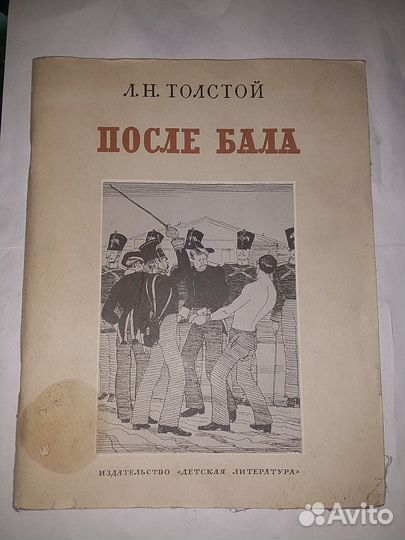 Л.Н. ТОЛСТОЙ
ПОСЛЕ БАЛА
ИЗДАТЕЛЬСТВО «ДЕТСКАЯ ЛИТЕРАТУРА»
Avito